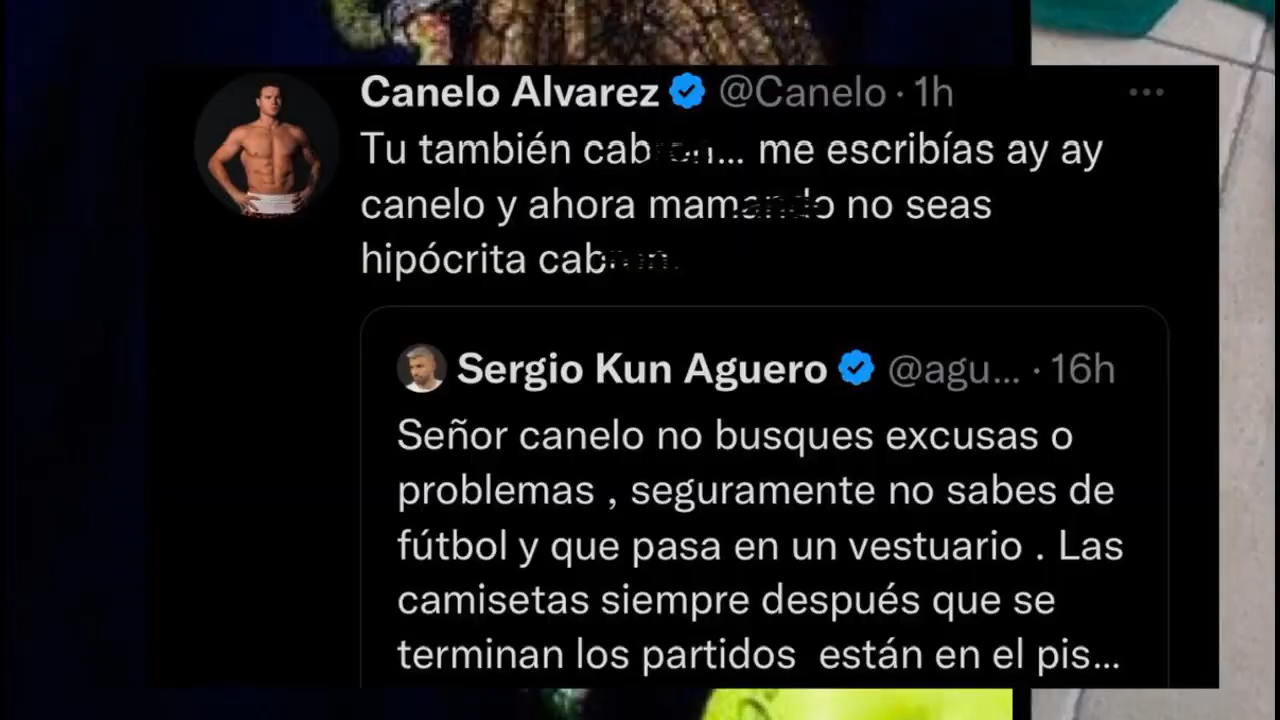 Canelo Alvarez @Canelo · 1h
Tu también cab... me escribías ay ay
canelo y ahora no seas
hipócrita
Sergio Kun Aguero @agu... · 16h
Señor canelo no busques excusas o
problemas , seguramente no sabes de
fútbol y que pasa en un vestuario . Las
camisetas siempre después que se
terminan los partidos están en el pis...